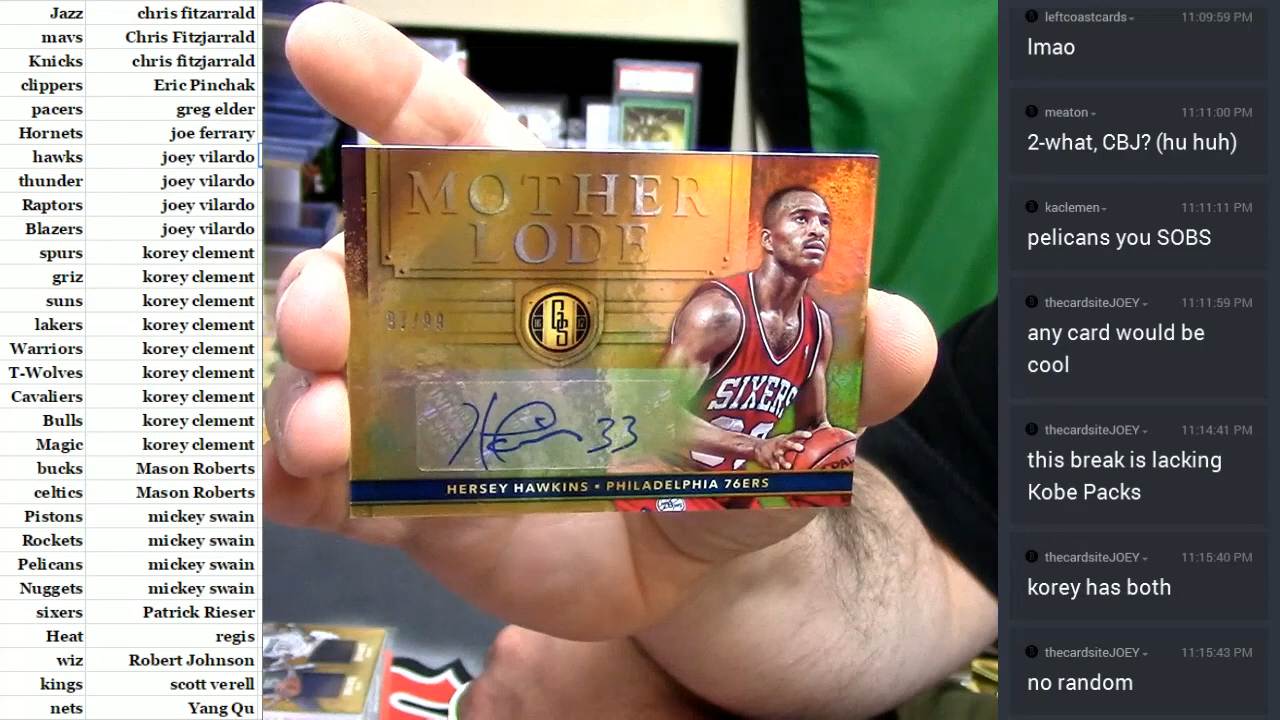 Jazz chris fitzarrald
mavs Chris Fitzjarrald
Knicks chris fitzarrald
clippers Eric Pinchak
pacers greg elder
Hornets joe ferrary
hawks joey vilardo
thunder joey vilardo
Raptors joey vilardo
Blazers joey vilardo
spurs korey clement
griz korey clement
suns korey clement
lakers korey clement
Warriors korey clement
T-Wolves korey clement
Cavaliers korey clement
Bulls korey clement
Magic korey clement
bucks Mason Roberts
celtics Mason Roberts
Pistons mickey swain
Rockets mickey swain
Pelicans mickey swain
Nuggets mickey swain
sixers Patrick Rieser
Heat regis
wiz Robert Johnson
kings scott verell
nets Yang Qu
MOTHER
LODE
GS
SIXERS
33
HERSEY HAWKINS • PHILADELPHIA 76ERS
leftcoastcards 11:09:59 PM
lmao
meaton 11:11:00 PM
2-what, CBJ? (hu huh)
kaclemen 11:11:11 PM
pelicans you SOBS
thecardsiteJOEY 11:11:59 PM
any card would be
cool
thecardsiteJOEY 11:14:41 PM
this break is lacking
Kobe Packs
thecardsiteJOEY 11:15:40 PM
korey has both
thecardsiteJOEY 11:15:43 PM
no random